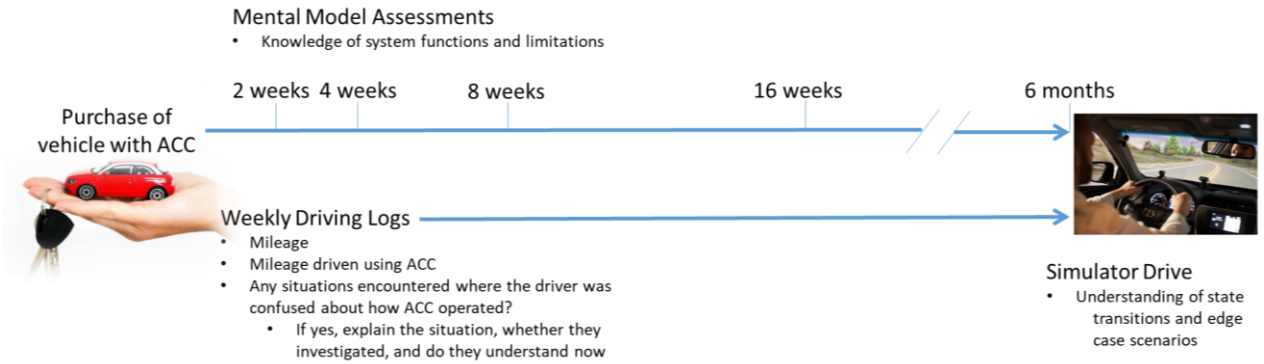 Mental Model Assessments
• Knowledge of system functions and limitations
2 weeks 4 weeks 8 weeks 16 weeks 6 months
Purchase of
vehicle with ACC
Weekly Driving Logs
• Mileage
• Mileage driven using ACC
• Any situations encountered where the driver was
confused about how ACC operated?
• If yes, explain the situation, whether they
investigated, and do they understand now
Simulator Drive
• Understanding of state
transitions and edge
case scenarios